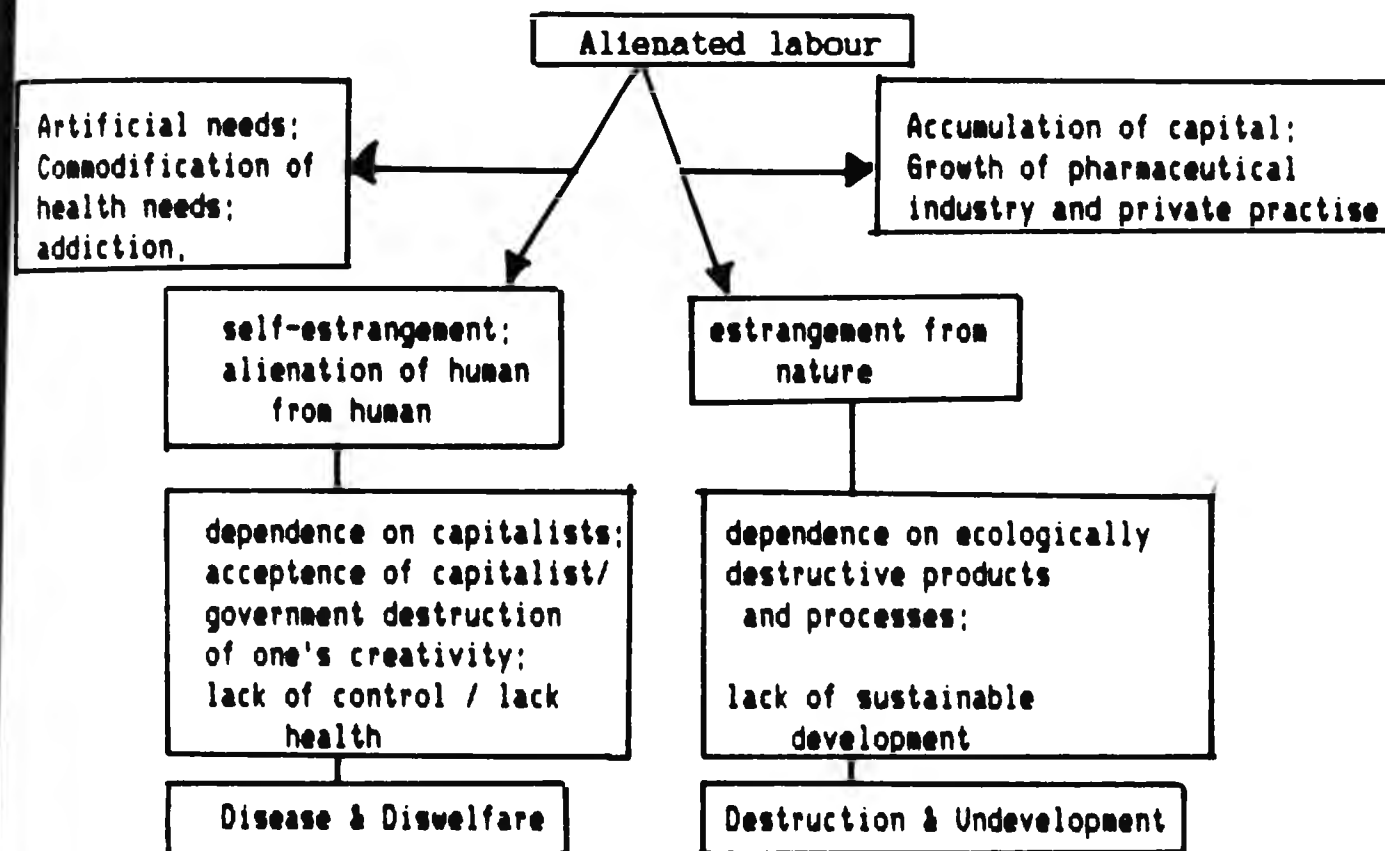 Alienated labour
Artificial needs;
Commodification of
health needs;
addiction.
Accumulation of capital;
Growth of pharmaceutical
industry and private practise
self-estrangement;
alienation of human
from human
estrangement from
nature
dependence on capitalists;
acceptence of capitalist/
government destruction
of one's creativity;
lack of control / lack
health
dependence on ecologically
destructive products
and processes;
lack of sustainable
development
Disease & Diswelfare
Destruction & Undevelopment